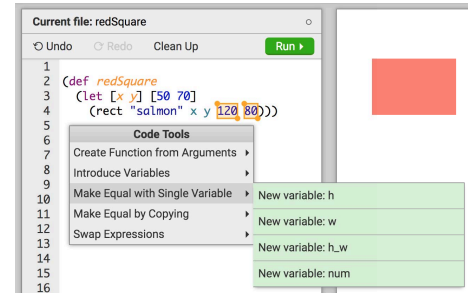 Current file: redSquare
Undo Redo Clean Up Run
1
2 (def redSquare
3 (let [x y] [50 70]
4 (rect "salmon" x y 120 80)))
5
6
7
8
9
10
11
12
13
14
15
16
Code Tools
Create Function from Arguments
Introduce Variables
Make Equal with Single Variable
Make Equal by Copying
Swap Expressions
New variable: h
New variable: w
New variable: h_w
New variable: num